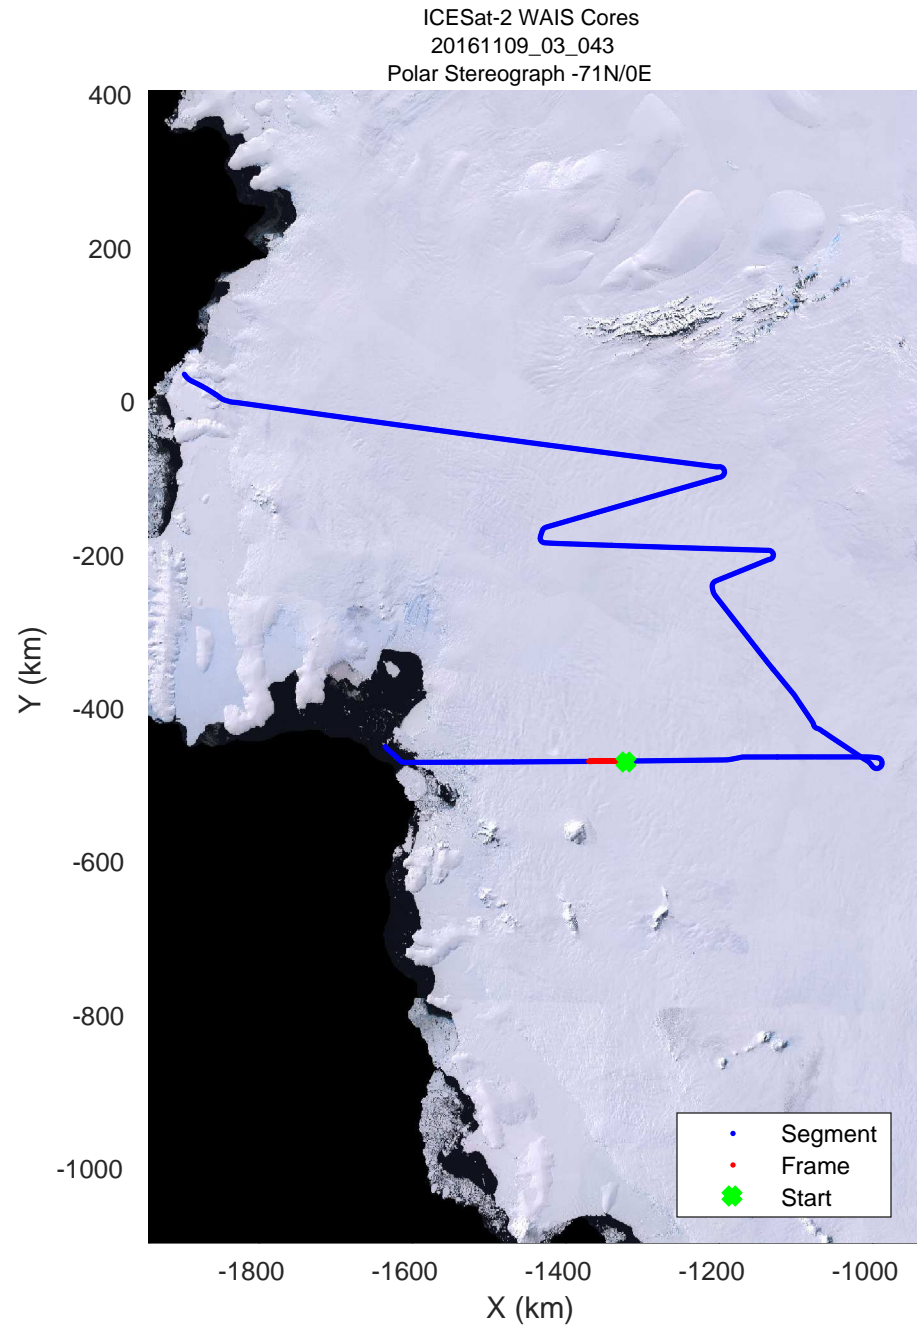 ICESat-2 WAIS Cores
20161109_03_043
Polar Stereograph -71N/0E
400
200
0
-200
-400
-600
-800
-1000
Y (km)
-1800
-1600
-1400
-1200
-1000
X (km)
Segment
Frame
Start